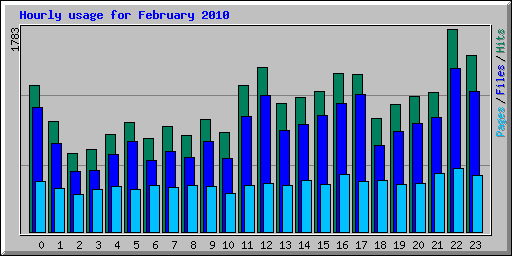 Hourly usage for February 2010
1783
Pages / Files / Hits
0 1 2 3 4 5 6 7 8 9 10 11 12 13 14 15 16 17 18 19 20 21 22 23